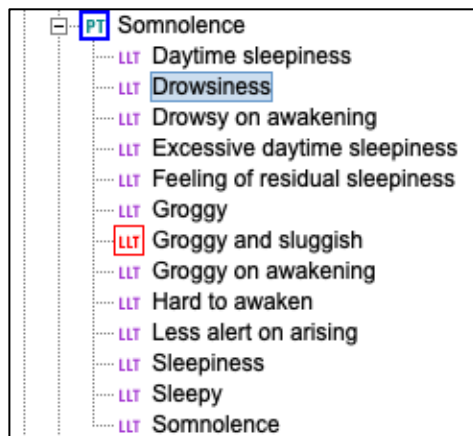 PT Somnolence
LLT Daytime sleepiness
LLT Drowsiness
LLT Drowsy on awakening
LLT Excessive daytime sleepiness
LLT Feeling of residual sleepiness
LLT Groggy
LLT Groggy and sluggish
LLT Groggy on awakening
LLT Hard to awaken
LLT Less alert on arising
LLT Sleepiness
LLT Sleepy
LLT Somnolence